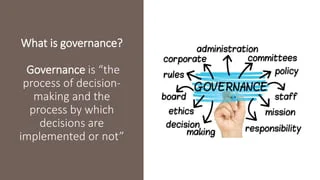 What is governance?
Governance is “the
process of decision-
making and the
process by which
decisions are
implemented or not”
administration
corporate
committees
rules
policy
GOVERNANCE
board
staff
ethics
mission
decision
making
responsibility